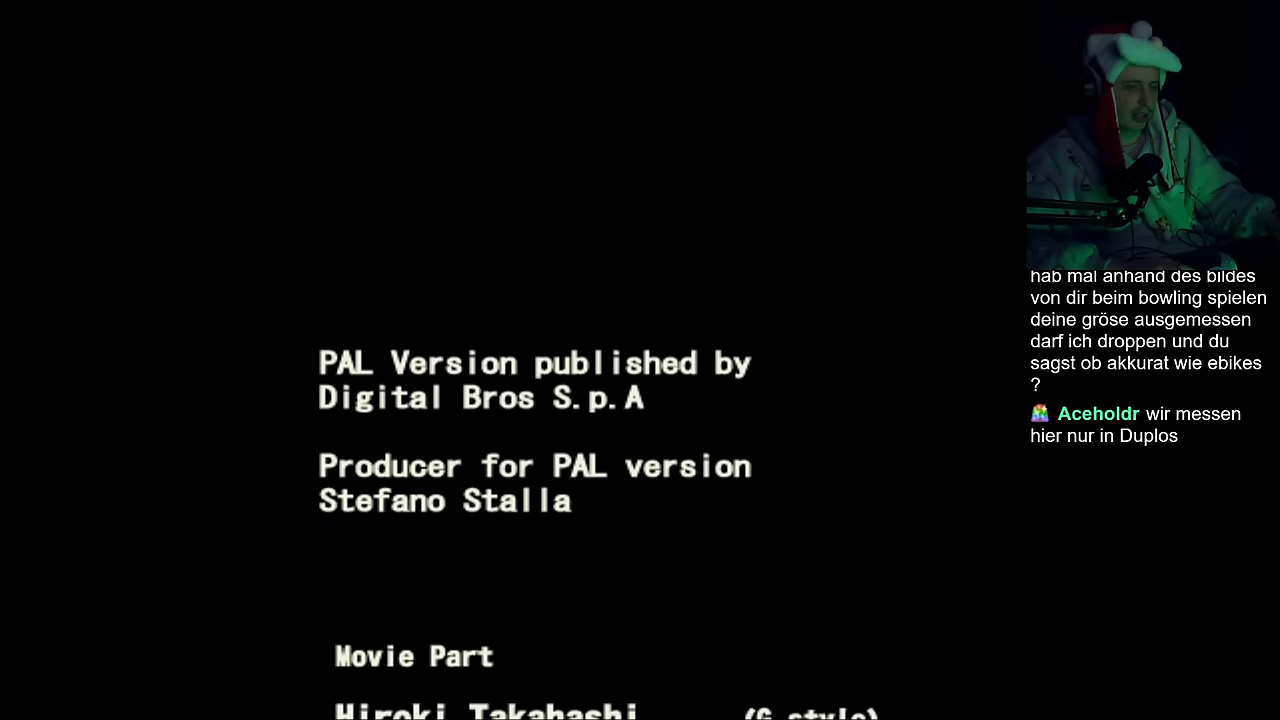 PAL Version published by
Digital Bros S.p.A
Producer for PAL version
Stefano Stalla
Movie Part
Hiroki Takahashi (G style)
hab mal anhand des bildes
von dir beim bowling spielen
deine gröse ausgemessen
darf ich droppen und du
sagst ob akkurat wie ebikes
?
Aceholdr wir messen
hier nur in Duplos